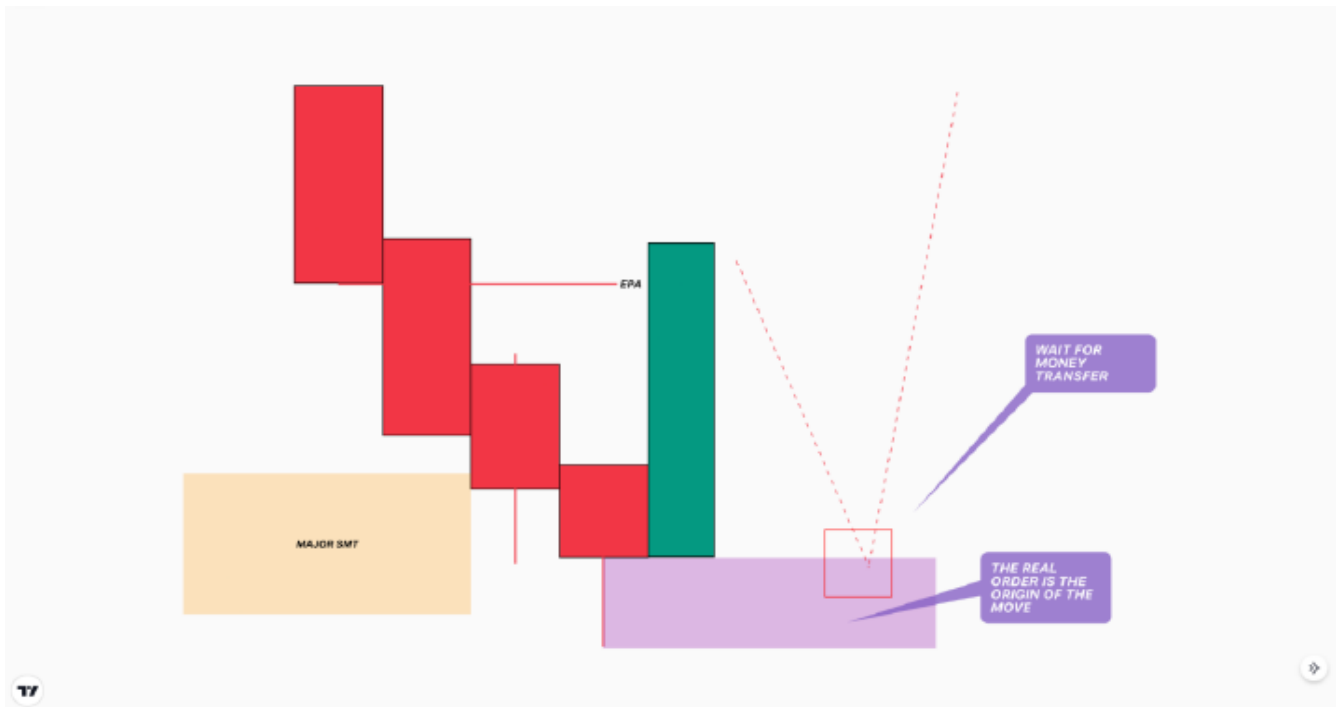 EPA
WAIT FOR
MONEY
TRANSFER
MAJOR SMT
THE REAL
ORDER IS THE
ORIGIN OF THE
MOVE